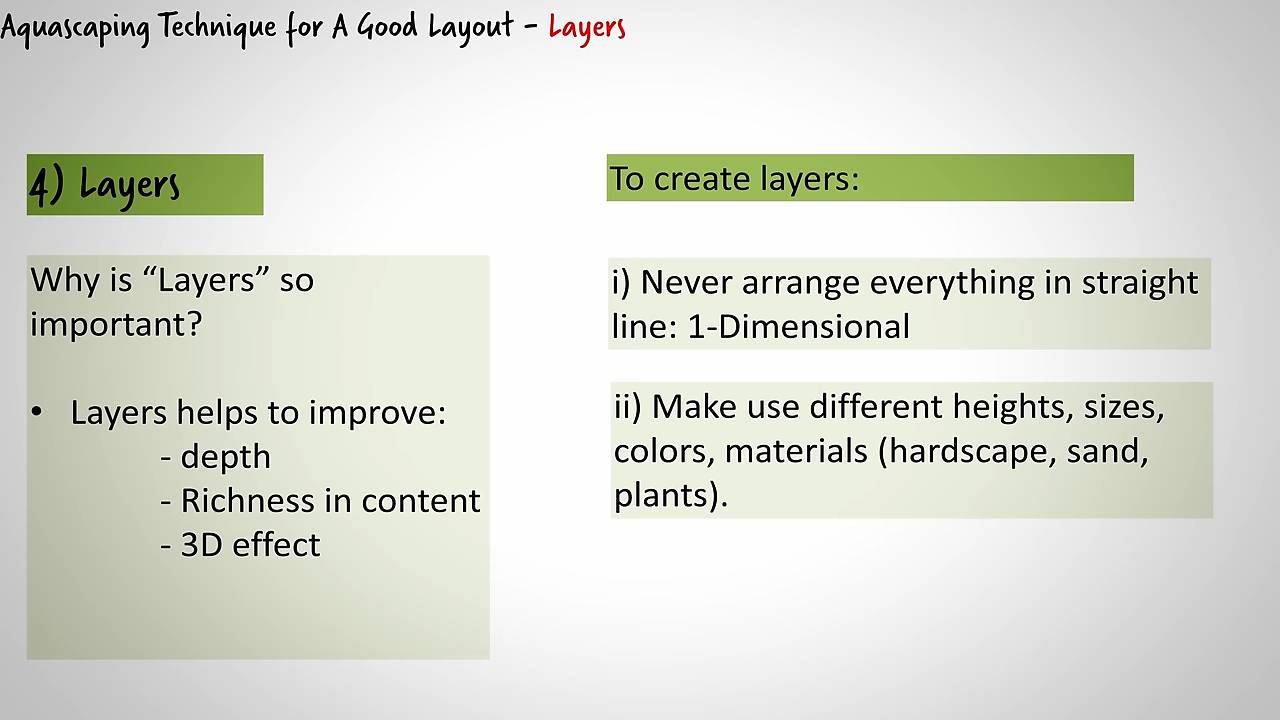 Aquascaping Technique for A Good Layout - Layers
4) Layers
Why is “Layers” so
important?
• Layers helps to improve:
- depth
- Richness in content
- 3D effect
To create layers:
i) Never arrange everything in straight
line: 1-Dimensional
ii) Make use different heights, sizes,
colors, materials (hardscape, sand,
plants).